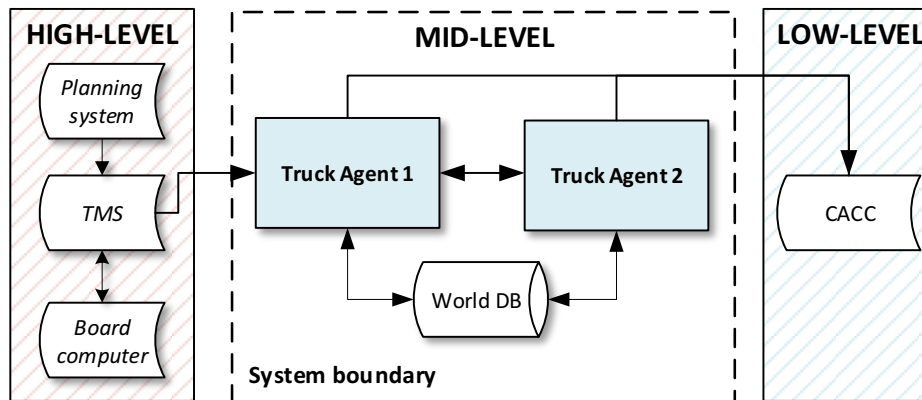 HIGH-LEVEL
Planning
system
TMS
Board
computer
MID-LEVEL
Truck Agent 1
Truck Agent 2
World DB
System boundary
LOW-LEVEL
CACC